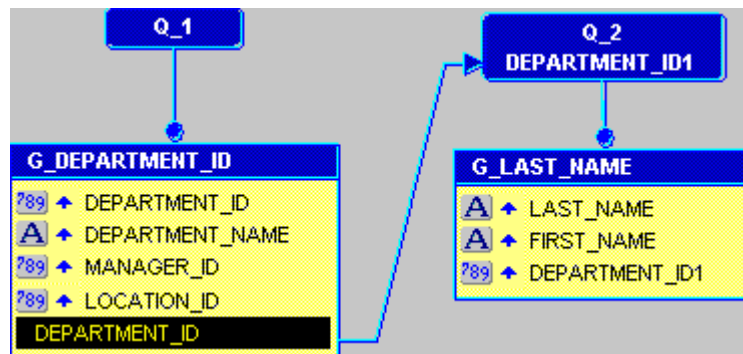 Q_1
G_DEPARTMENT_ID
789 DEPARTMENT_ID
A DEPARTMENT_NAME
789 MANAGER_ID
789 LOCATION_ID
DEPARTMENT_ID
Q_2
DEPARTMENT_ID1
G_LAST_NAME
A LAST_NAME
A FIRST_NAME
789 DEPARTMENT_ID1